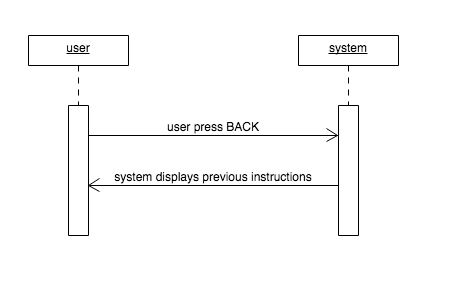 user
system
user press BACK
system displays previous instructions